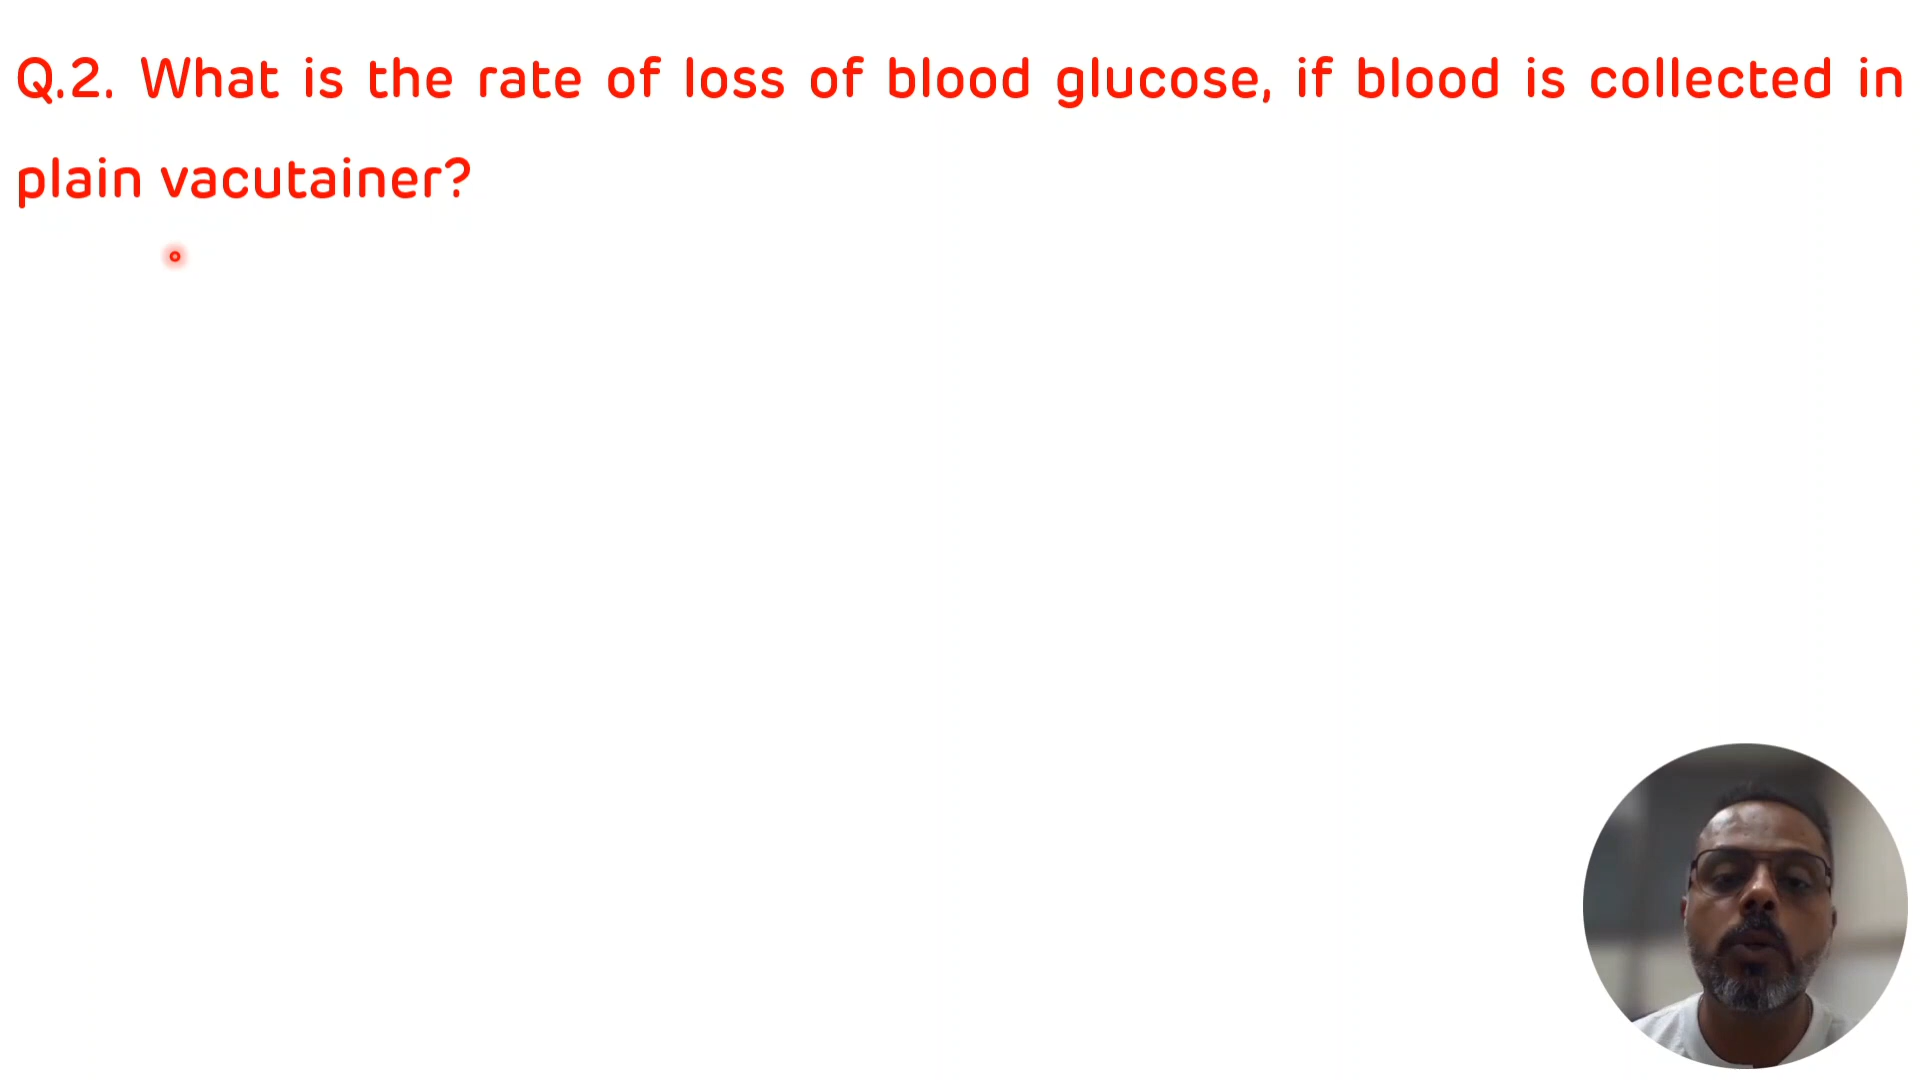 Q.2. What is the rate of loss of blood glucose, if blood is collected in
plain vacutainer?